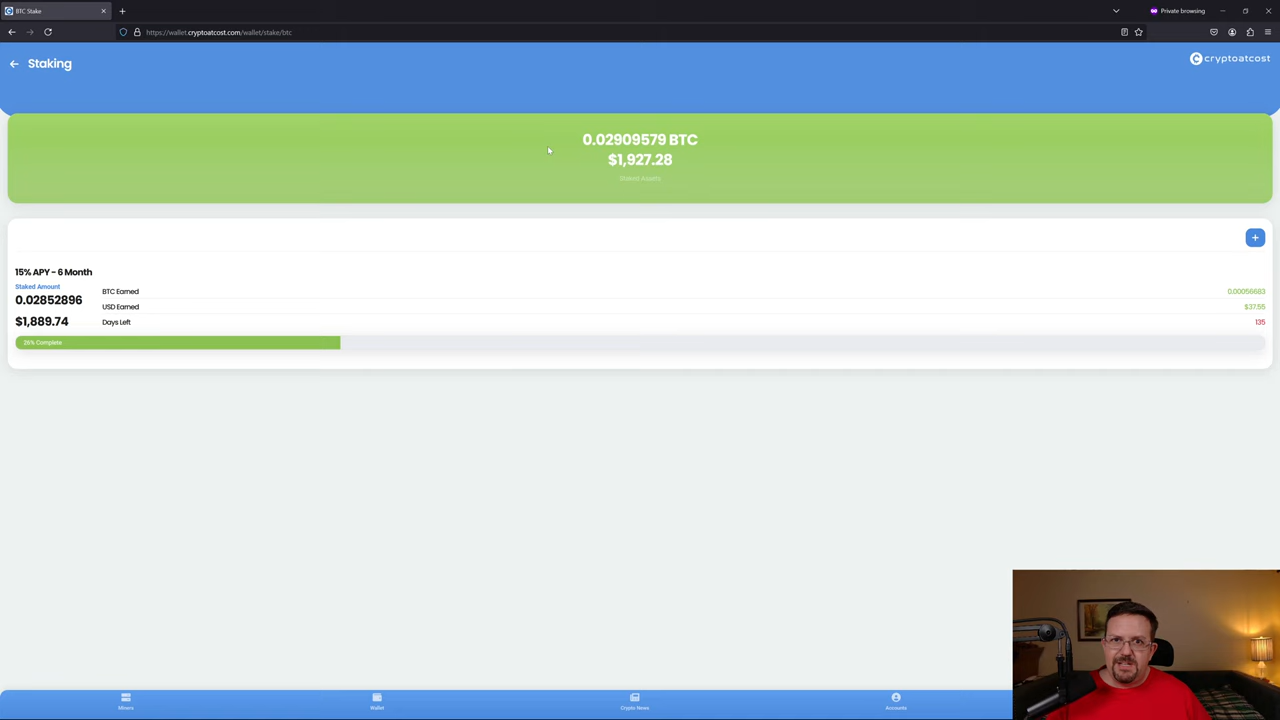 BTC Stake
Private browsing
https://wallet.cryptoatcost.com/wallet/stake/btc
Staking
cryptoatcost
0.02909579 BTC
$1,927.28
Staked Assets
15% APY - 6 Month
Staked Amount
0.02852896
$1,889.74
BTC Earned
0.00056683
USD Earned
$37.55
Days Left
135
26% Complete
Miners
Wallet
Crypto News
Accounts